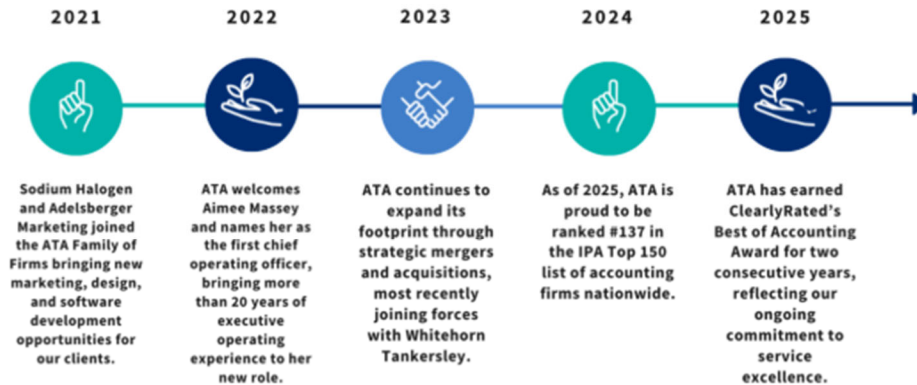 2021
2022
2023
2024
2025
Sodium Halogen
and Adelsberger
Marketing joined
the ATA Family of
Firms bringing new
marketing, design,
and software
development
opportunities for
our clients.
ATA welcomes
Aimee Massey
and names her as
the first chief
operating officer,
bringing more
than 20 years of
executive
operating
experience to her
new role.
ATA continues to
expand its
footprint through
strategic mergers
and acquisitions,
most recently
joining forces
with Whitehorn
Tankersley.
As of 2025, ATA is
proud to be
ranked #137 in
the IPA Top 150
list of accounting
firms nationwide.
ATA has earned
ClearlyRated's
Best of Accounting
Award for two
consecutive years,
reflecting our
ongoing
commitment to
service
excellence.